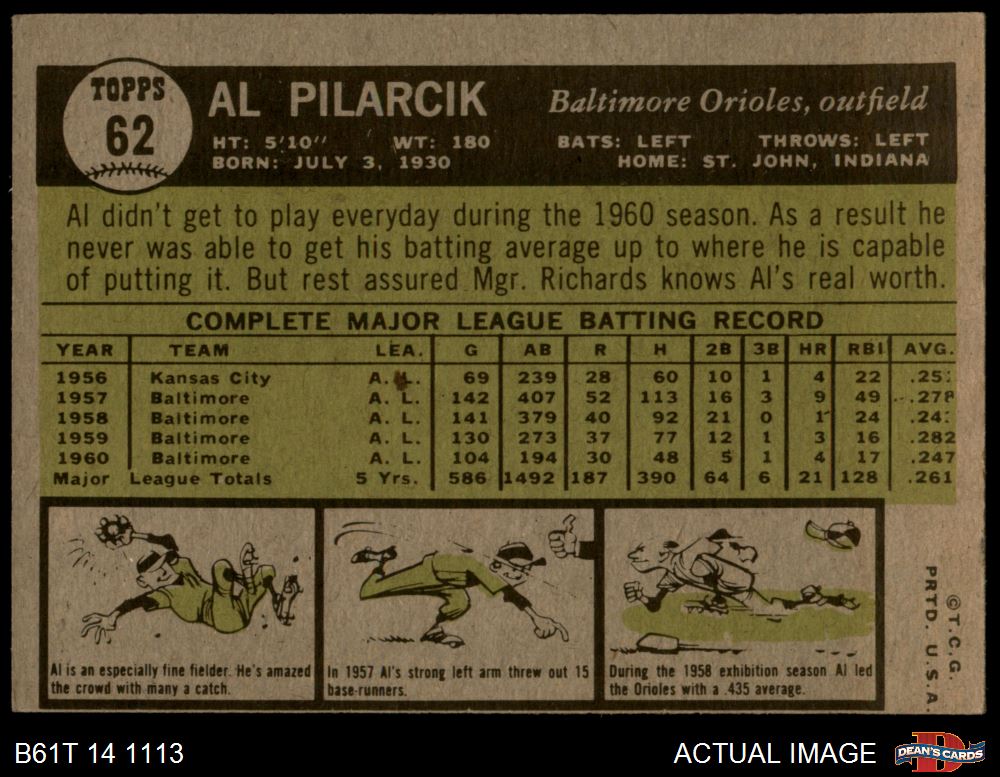 TOPPS
62
AL PILARCIK
Baltimore Orioles, outfield
HT: 5'10" WT: 180 BATS: LEFT THROWS: LEFT
BORN: JULY 3, 1930 HOME: ST. JOHN, INDIANA
Al didn't get to play everyday during the 1960 season. As a result he
never was able to get his batting average up to where he is capable
of putting it. But rest assured Mgr. Richards knows Al's real worth.
COMPLETE MAJOR LEAGUE BATTING RECORD
YEAR TEAM LEA. G AB R H 2B 3B HR RBI AVG.
1956 Kansas City A. L. 69 239 28 60 10 1 4 22
1957 Baltimore A. L. 142 407 52 113 16 3 9 49 .278
1958 Baltimore A. L. 141 379 40 92 21 0 1 24
1959 Baltimore A. L. 130 273 37 77 12 1 3 16 .282
1960 Baltimore A. L. 104 194 30 48 5 1 4 17 .247
Major League Totals 5 Yrs. 586 1492 187 390 64 6 21 128 .261
Al is an especially fine fielder. He's amazed
the crowd with many a catch.
In 1957 Al's strong left arm threw out 15
base-runners.
During the 1958 exhibition season Al led
the Orioles with a .435 average.
©T.C.G.
PRTD. U.S.A.
B61T 14 1113
ACTUAL IMAGE
DEAN'S CARDS